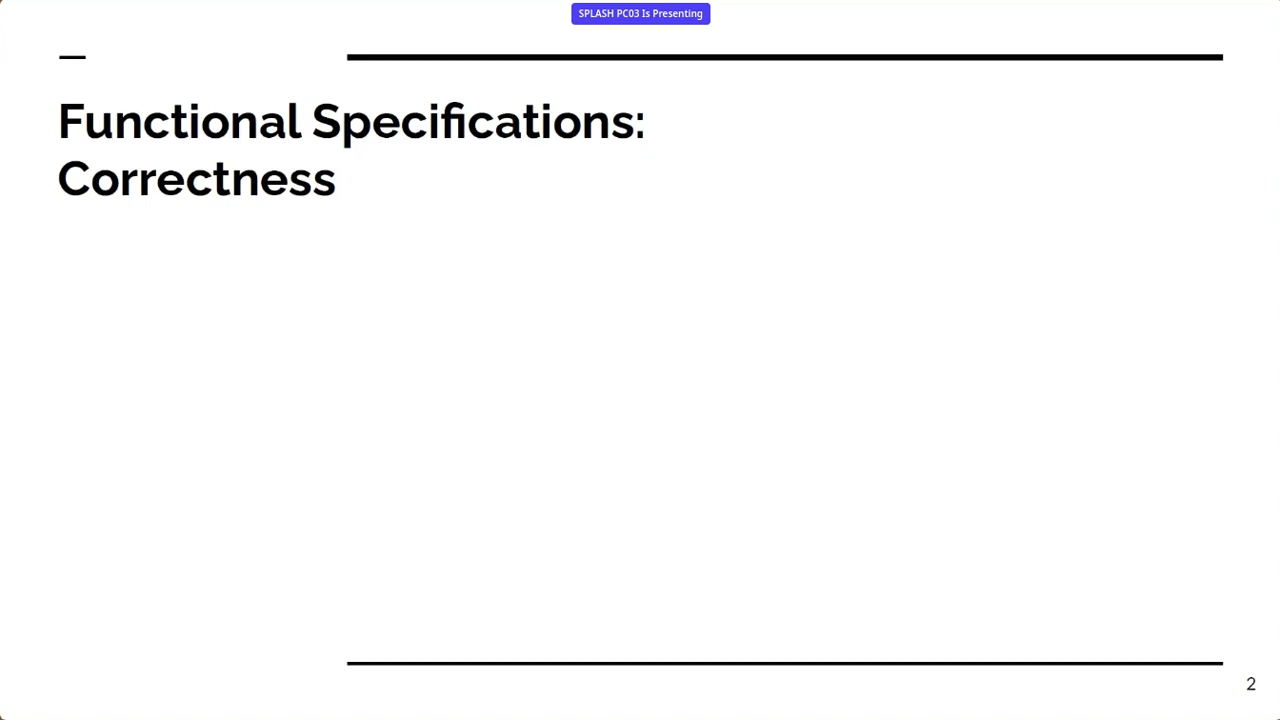 SPLASH PC03 Is Presenting
Functional Specifications:
Correctness
2